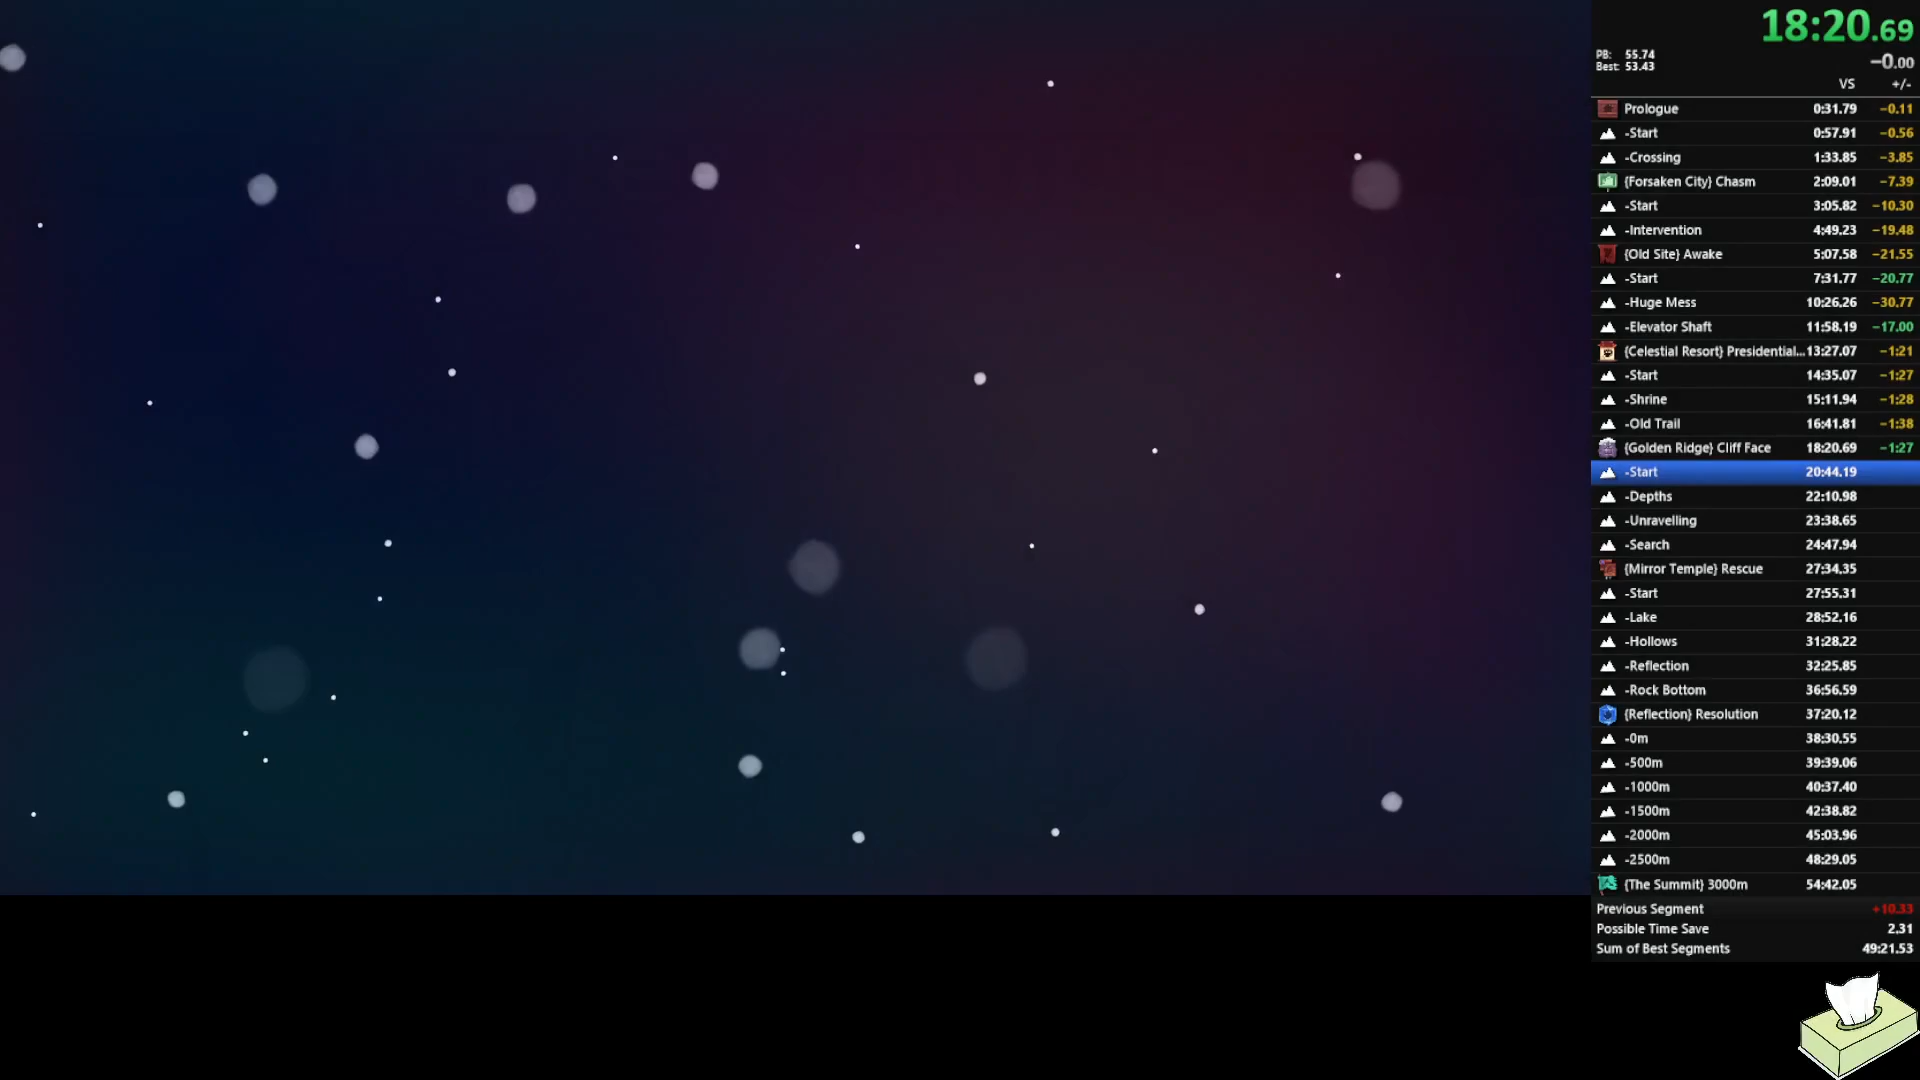 18:20.69
PB: 55.74
−0.00
Best: 53.43
VS +/-
Prologue 0:31.79 −0.11
-Start 0:57.91 −0.56
-Crossing 1:33.85 −3.85
{Forsaken City} Chasm 2:09.01 −7.39
-Start 3:05.82 −10.30
-Intervention 4:49.23 −19.48
{Old Site} Awake 5:07.58 −21.55
-Start 7:31.77 −20.77
-Huge Mess 10:26.26 −30.77
-Elevator Shaft 11:58.19 −17.00
{Celestial Resort} Presidential... 13:27.07 −1:21
-Start 14:35.07 −1:27
-Shrine 15:11.94 −1:28
-Old Trail 16:41.81 −1:38
{Golden Ridge} Cliff Face 18:20.69 −1:27
-Start 20:44.19
-Depths 22:10.98
-Unravelling 23:38.65
-Search 24:47.94
{Mirror Temple} Rescue 27:34.35
-Start 27:55.31
-Lake 28:52.16
-Hollows 31:28.22
-Reflection 32:25.85
-Rock Bottom 36:56.59
{Reflection} Resolution 37:20.12
-0m 38:30.55
-500m 39:39.06
-1000m 40:37.40
-1500m 42:38.82
-2000m 45:03.96
-2500m 48:29.05
{The Summit} 3000m 54:42.05
Previous Segment +10.33
Possible Time Save 2.31
Sum of Best Segments 49:21.53